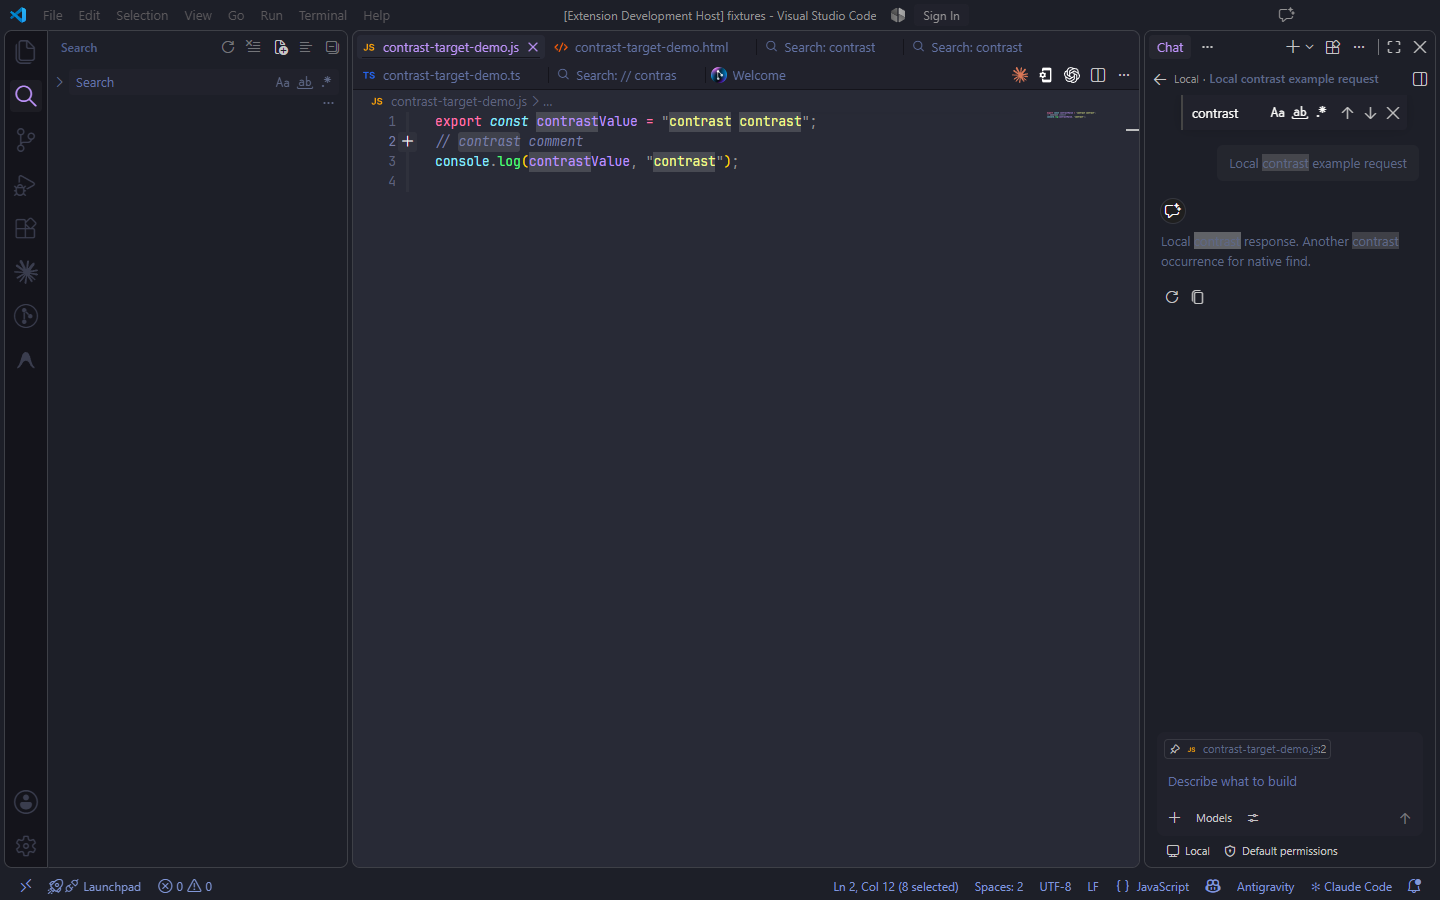 File Edit Selection View Go Run Terminal Help
[Extension Development Host] fixtures - Visual Studio Code
Sign In
Search
Search
Aa ab .*
JS contrast-target-demo.js
</> contrast-target-demo.html
Search: contrast
Search: contrast
TS contrast-target-demo.ts
Search: // contras
Welcome
JS contrast-target-demo.js > ...
1 export const contrastValue = "contrast contrast";
2 // contrast comment
3 console.log(contrastValue, "contrast");
4
Chat
Local · Local contrast example request
contrast Aa ab .*
Local contrast example request
Local contrast response. Another contrast
occurrence for native find.
JS contrast-target-demo.js:2
Describe what to build
Models
Local Default permissions
Launchpad 0 0
Ln 2, Col 12 (8 selected) Spaces: 2 UTF-8 LF { } JavaScript Antigravity Claude Code